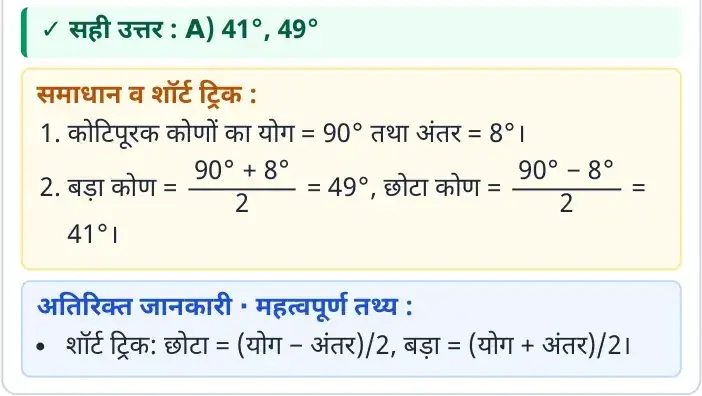 ✓ सही उत्तर : A) 41°, 49°
समाधान व शॉर्ट ट्रिक :
1. कोटिपूरक कोणों का योग = 90° तथा अंतर = 8°।
2. बड़ा कोण = (90° + 8°)/2 = 49°, छोटा कोण = (90° − 8°)/2 =
41°।
अतिरिक्त जानकारी · महत्वपूर्ण तथ्य :
• शॉर्ट ट्रिक: छोटा = (योग − अंतर)/2, बड़ा = (योग + अंतर)/2।